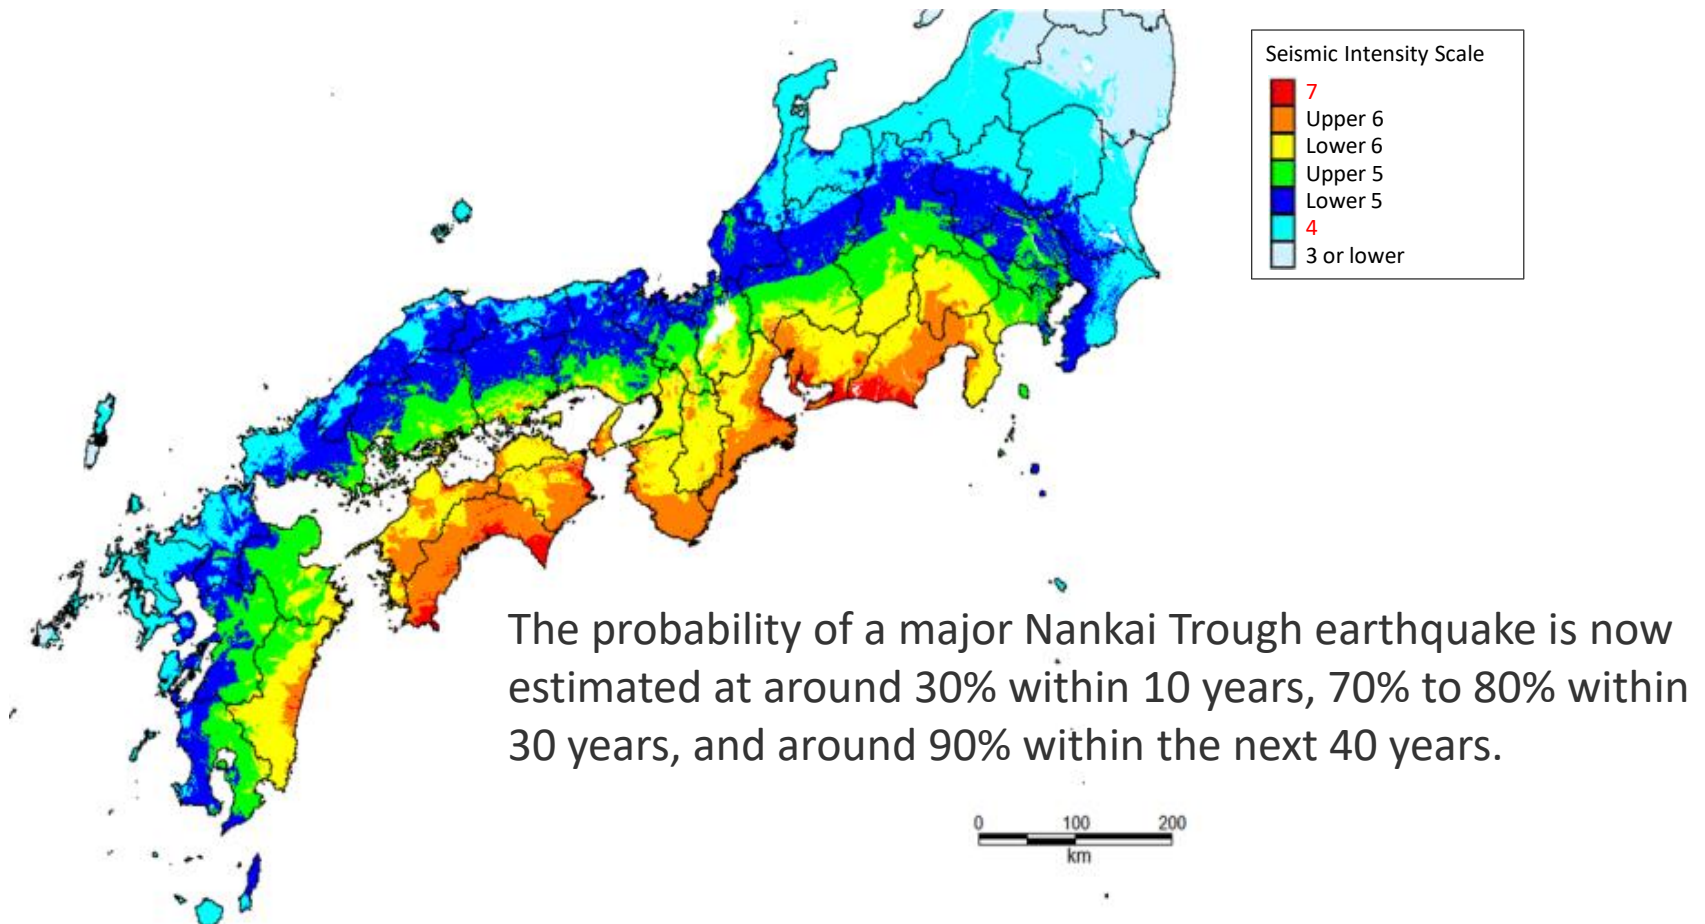 Seismic Intensity Scale
7
Upper 6
Lower 6
Upper 5
Lower 5
4
3 or lower
The probability of a major Nankai Trough earthquake is now
estimated at around 30% within 10 years, 70% to 80% within
30 years, and around 90% within the next 40 years.
0 100 200
km